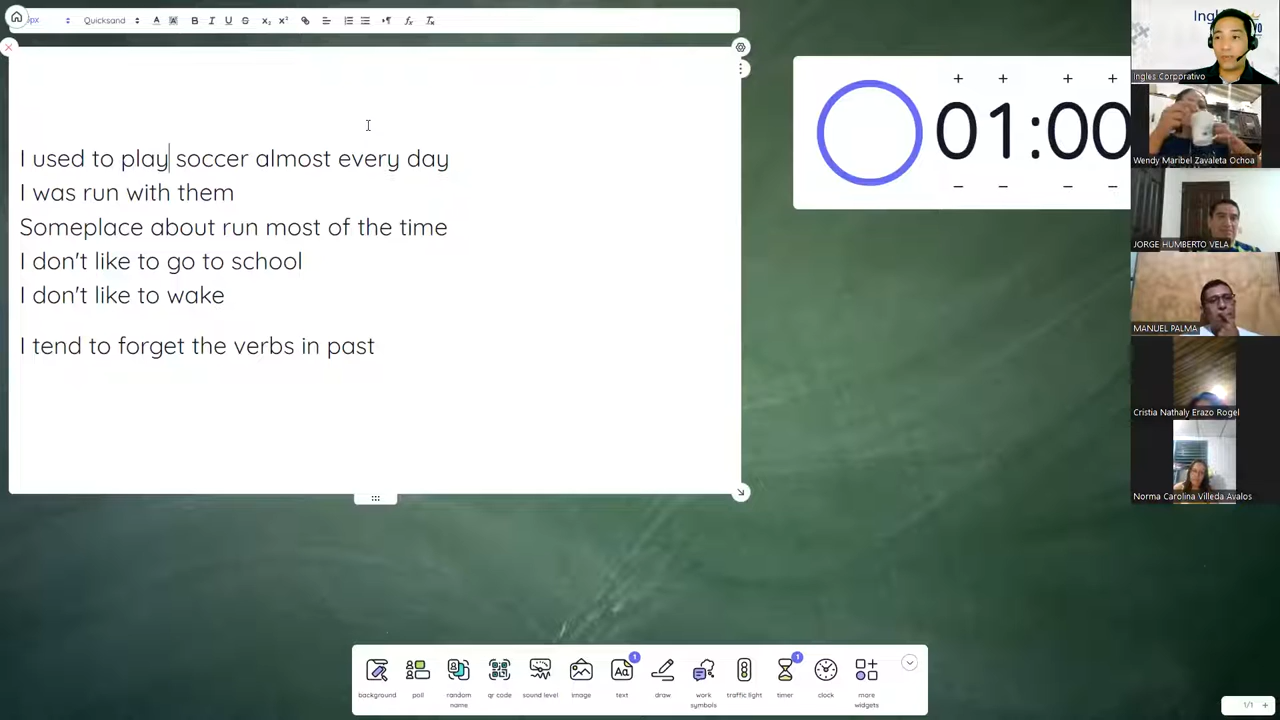 Quicksand
I used to play soccer almost every day
I was run with them
Someplace about run most of the time
I don't like to go to school
I don't like to wake
I tend to forget the verbs in past
01:00
Ingles Corporativo
Wendy Maribel Zavaleta Ochoa
JORGE HUMBERTO VELA
MANUEL PALMA
Cristia Nathaly Erazo Rogel
Norma Carolina Villeda Avalos
background
poll
random name
qr code
sound level
image
text
draw
work symbols
traffic light
timer
clock
more widgets
1
1
1/1